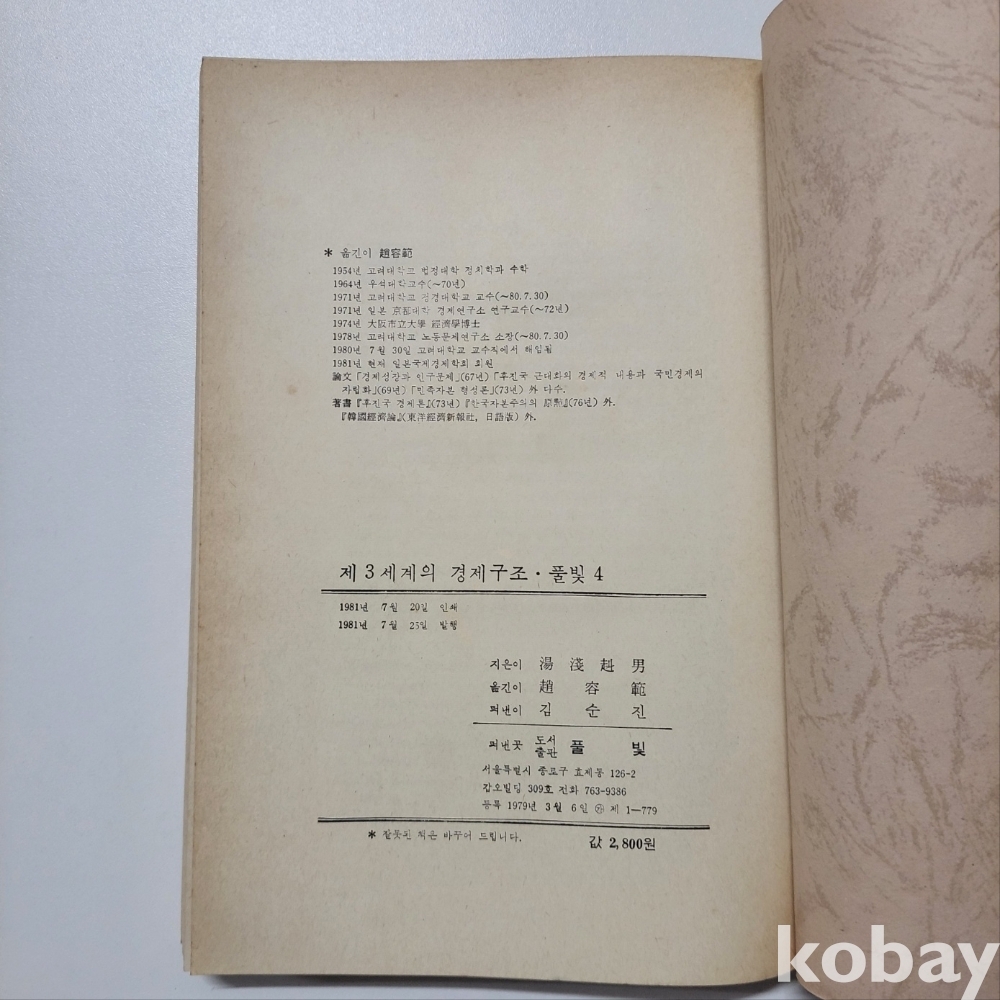 * 옮긴이 趙容範
1954년 고려대학교 법정대학 정치학과 수학
1964년 우석대학교수(~70년)
1971년 고려대학교 정경대학교 교수(~80.7.30)
1971년 일본 京都대학 경제연구소 연구교수(~72년)
1974년 大阪市立大學 經濟學博士
1978년 고려대학교 노동문제연구소 소장(~80.7.30)
1980년 7월 30일 고려대학교 교수직에서 해임됨
1981년 현재 일본국제경제학회 회원
論文「경제성장과 인구문제」(67년)「후진국 근대화의 경제적 내용과 국민경제의
자립화」(69년)「민족자본 형성론」(73년) 外 다수.
著書『후진국 경제론』(73년)『한국자본주의의 原點』(76년) 外.
『韓國經濟論』(東洋經濟新報社, 日語版) 外.
제3세계의 경제구조·풀빛 4
1981년 7월 20일 인쇄
1981년 7월 25일 발행
지은이 湯淺赳男
옮긴이 趙容範
펴낸이 김순진
펴낸곳 도서출판 풀빛
서울특별시 종로구 효제동 126-2
갑오빌딩 309호 전화 763-9386
등록 1979년 3월 6일 ㉮ 제 1—779
* 잘못된 책은 바꾸어 드립니다.
값 2,800원
kobay